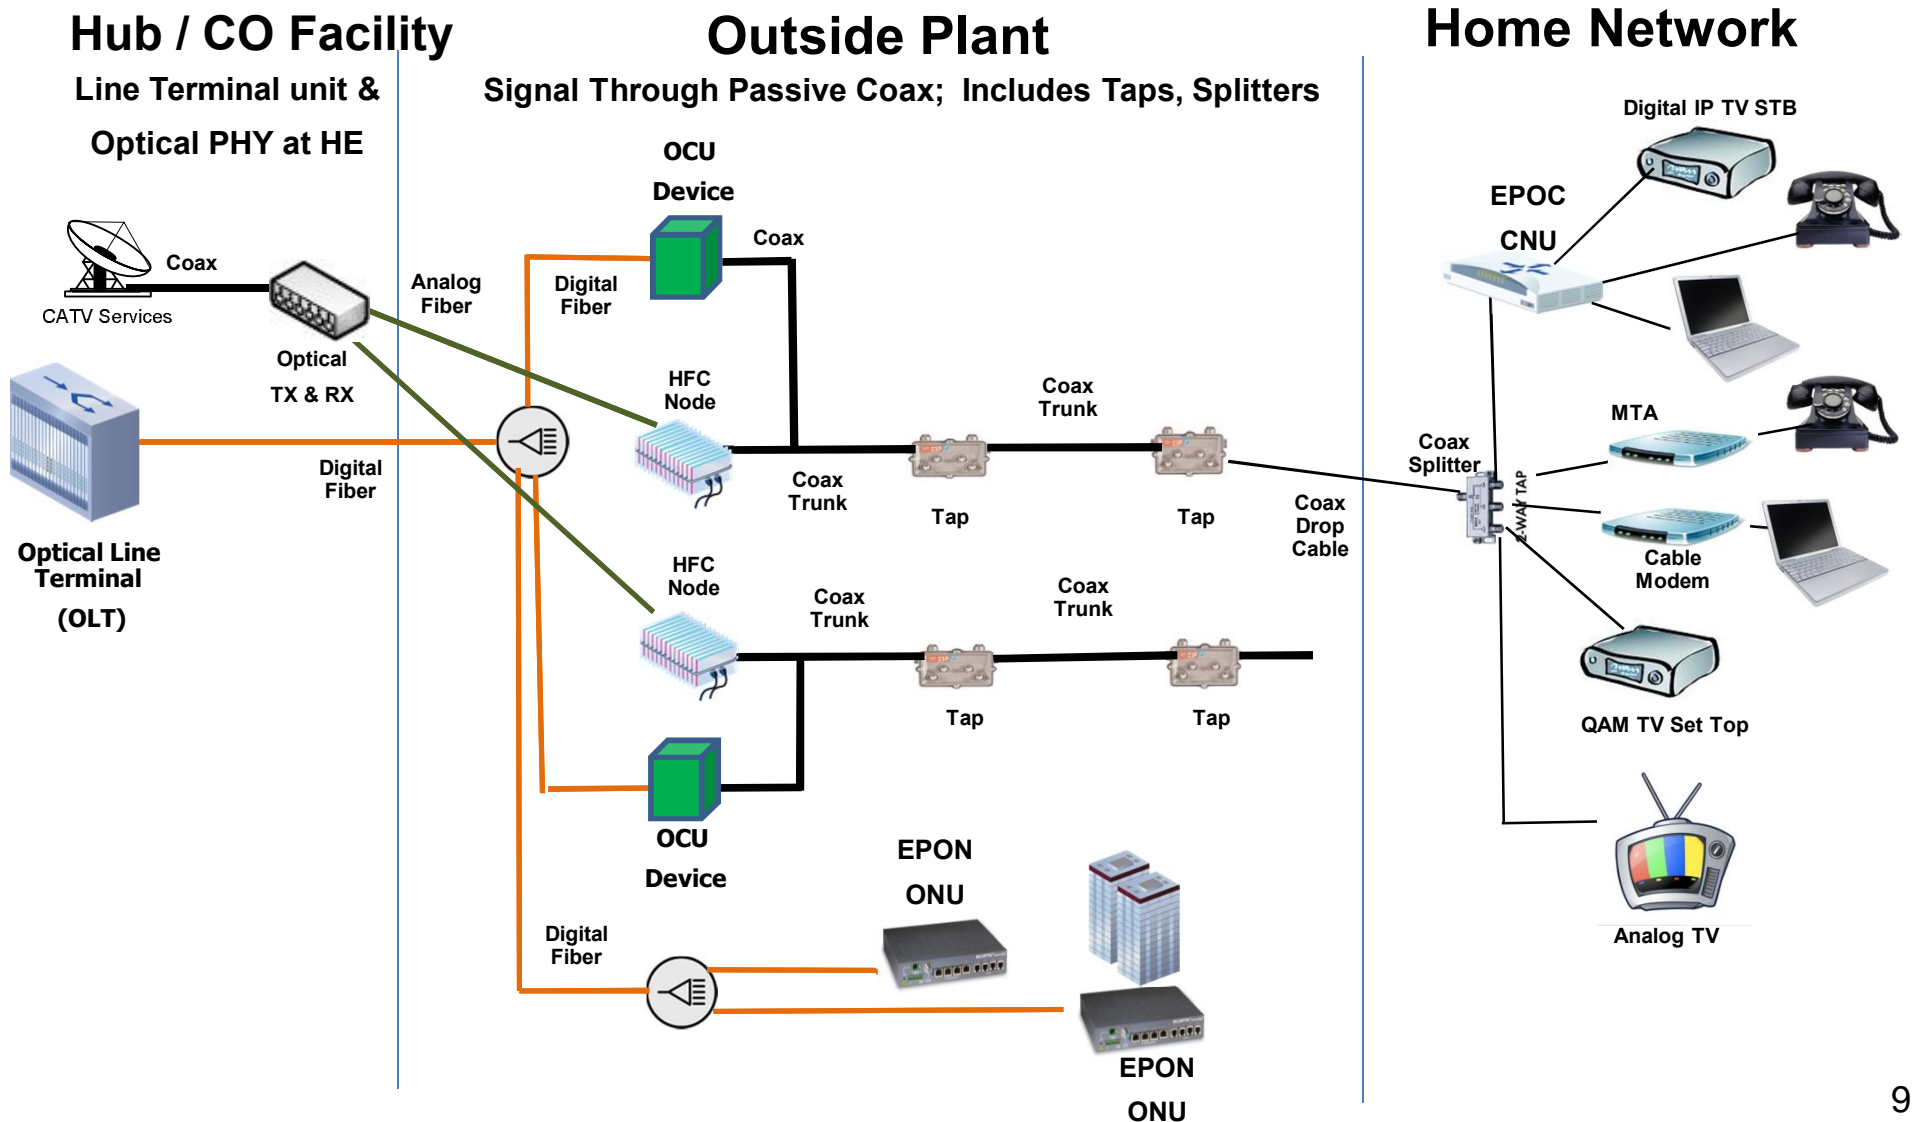 Hub / CO Facility
Outside Plant
Home Network
Line Terminal unit &
Optical PHY at HE
Signal Through Passive Coax; Includes Taps, Splitters
Digital IP TV STB
OCU
Device
EPOC
CNU
Coax
Coax
Analog
Fiber
Digital
Fiber
CATV Services
Optical
TX & RX
HFC
Node
Coax
Trunk
MTA
Coax
Splitter
Digital
Fiber
Coax
Trunk
Tap
Tap
Coax
Drop
Cable
2-WAY TAP
Optical Line
Terminal
(OLT)
HFC
Node
Coax
Trunk
Coax
Trunk
Cable
Modem
Tap
Tap
QAM TV Set Top
OCU
Device
EPON
ONU
Digital
Fiber
Analog TV
EPON
ONU
9